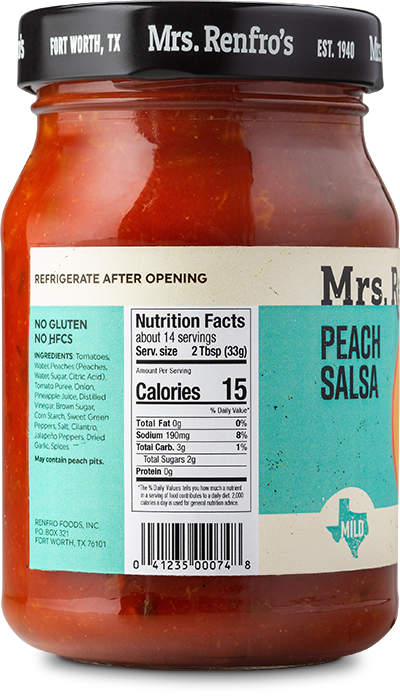 FORT WORTH, TX Mrs. Renfro's EST. 1940
REFRIGERATE AFTER OPENING
Mrs. R
PEACH
SALSA
MILD
NO GLUTEN
NO HFCS
INGREDIENTS: Tomatoes,
Water, Peaches (Peaches,
Water, Sugar, Citric Acid),
Tomato Puree, Onion,
Pineapple Juice, Distilled
Vinegar, Brown Sugar,
Corn Starch, Sweet Green
Peppers, Salt, Cilantro,
Jalapeño Peppers, Dried
Garlic, Spices.
May contain peach pits.
RENFRO FOODS, INC.
P.O. BOX 321
FORT WORTH, TX 76101
Nutrition Facts
about 14 servings
Serv. size 2 Tbsp (33g)
Amount Per Serving
Calories 15
% Daily Value*
Total Fat 0g 0%
Sodium 190mg 8%
Total Carb. 3g 1%
Total Sugars 2g
Protein 0g
*The % Daily Values tells you how much a nutrient
in a serving of food contributes to a daily diet. 2,000
calories a day is used for general nutrition advice.
0 41235 00074 8